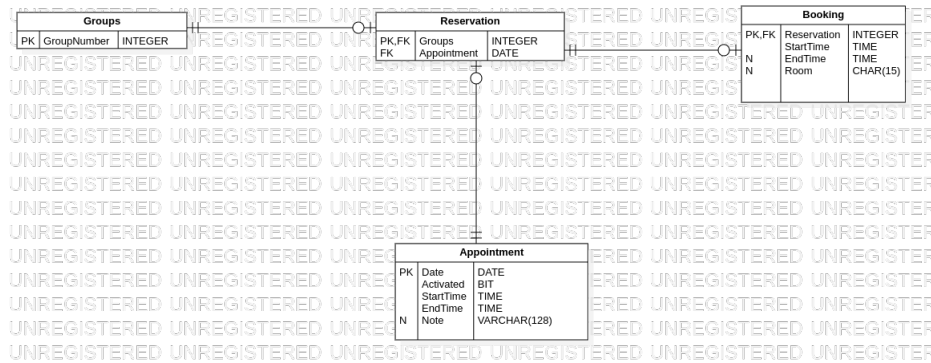 Groups
PK GroupNumber INTEGER
Reservation
PK,FK Groups INTEGER
FK Appointment DATE
Booking
PK,FK Reservation INTEGER
StartTime TIME
N EndTime TIME
N Room CHAR(15)
Appointment
PK Date DATE
Activated BIT
StartTime TIME
EndTime TIME
N Note VARCHAR(128)
UNREGISTERED UNREGISTERED UNREGISTERED UNREGISTERED UNREGISTERED